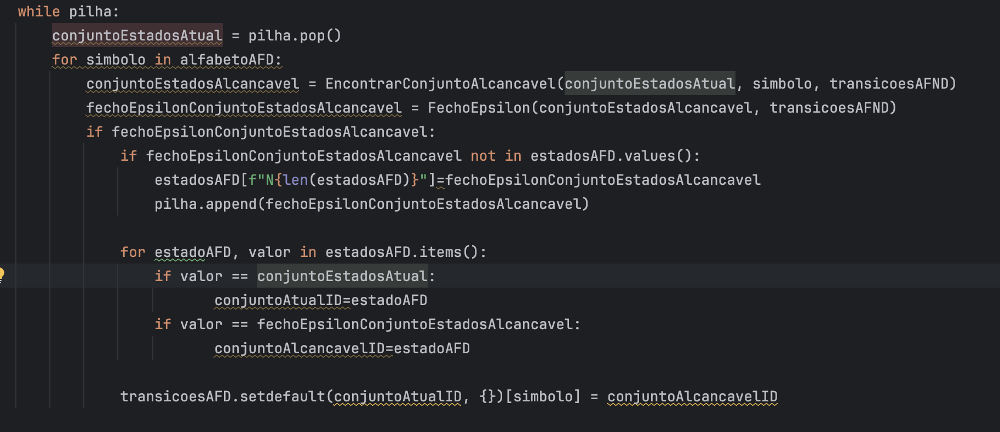 while pilha:
conjuntoEstadosAtual = pilha.pop()
for simbolo in alfabetoAFD:
conjuntoEstadosAlcancavel = EncontrarConjuntoAlcancavel(conjuntoEstadosAtual, simbolo, transicoesAFND)
fechoEpsilonConjuntoEstadosAlcancavel = FechoEpsilon(conjuntoEstadosAlcancavel, transicoesAFND)
if fechoEpsilonConjuntoEstadosAlcancavel:
if fechoEpsilonConjuntoEstadosAlcancavel not in estadosAFD.values():
estadosAFD[f"N{len(estadosAFD)}"]=fechoEpsilonConjuntoEstadosAlcancavel
pilha.append(fechoEpsilonConjuntoEstadosAlcancavel)
for estadoAFD, valor in estadosAFD.items():
if valor == conjuntoEstadosAtual:
conjuntoAtualID=estadoAFD
if valor == fechoEpsilonConjuntoEstadosAlcancavel:
conjuntoAlcancavelID=estadoAFD
transicoesAFD.setdefault(conjuntoAtualID, {})[simbolo] = conjuntoAlcancavelID